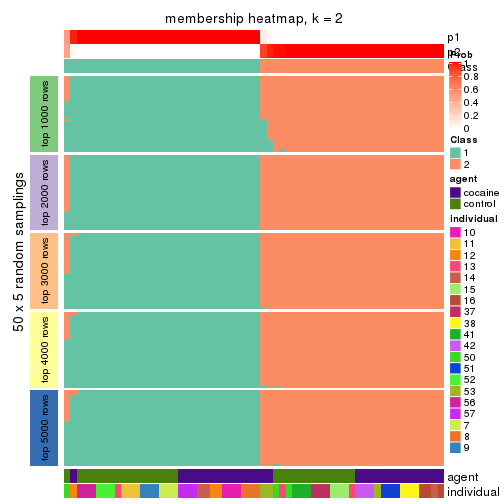 membership heatmap, k = 2
p1
p2
Prob
1
Class
0.8
0.6
0.4
0.2
0
Class
1
2
agent
cocaine
control
individual
10
11
12
13
14
15
16
37
38
41
42
50
51
52
53
56
57
7
8
9
50 x 5 random samplings
top 1000 rows
top 2000 rows
top 3000 rows
top 4000 rows
top 5000 rows
agent
individual